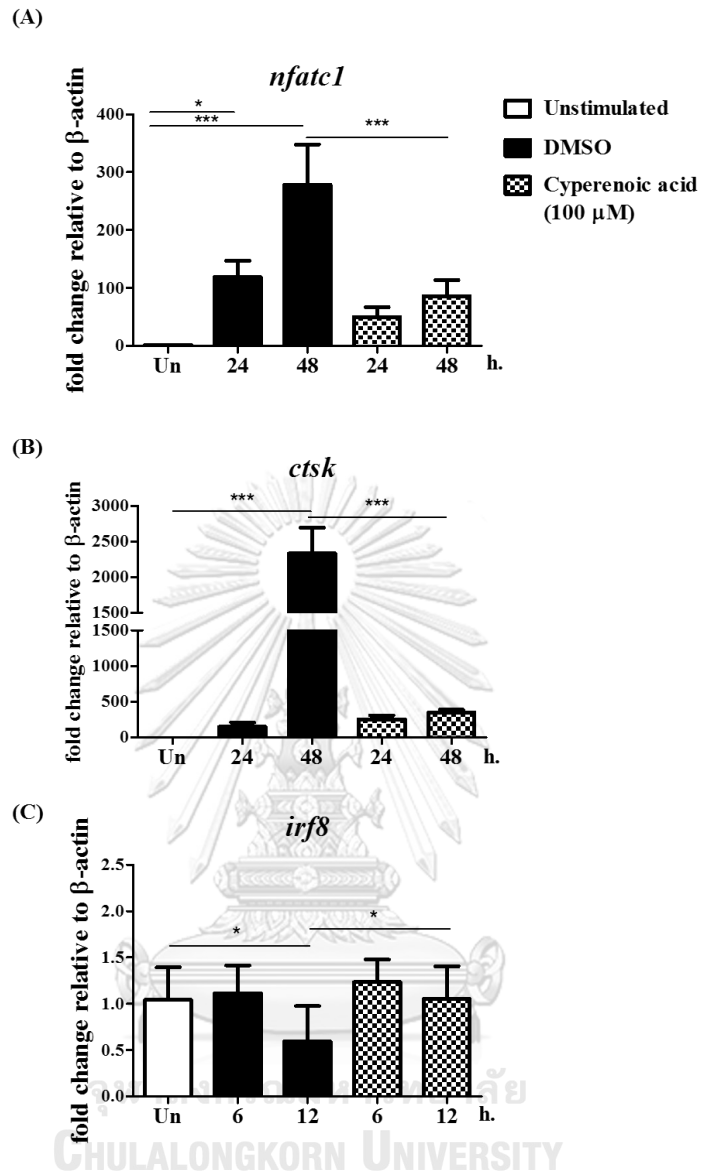 (A)
nfatc1
fold change relative to β-actin
400
300
200
100
0
*
***
***
Un 24 48 24 48 h.
Unstimulated
DMSO
Cyperenoic acid
(100 μM)
(B)
ctsk
fold change relative to β-actin
3000
2500
2000
1500
1500
1000
500
0
***
***
Un 24 48 24 48 h.
(C)
irf8
fold change relative to β-actin
2.5
2.0
1.5
1.0
0.5
0.0
*
*
Un 6 12 6 12 h.
CHULALONGKORN UNIVERSITY